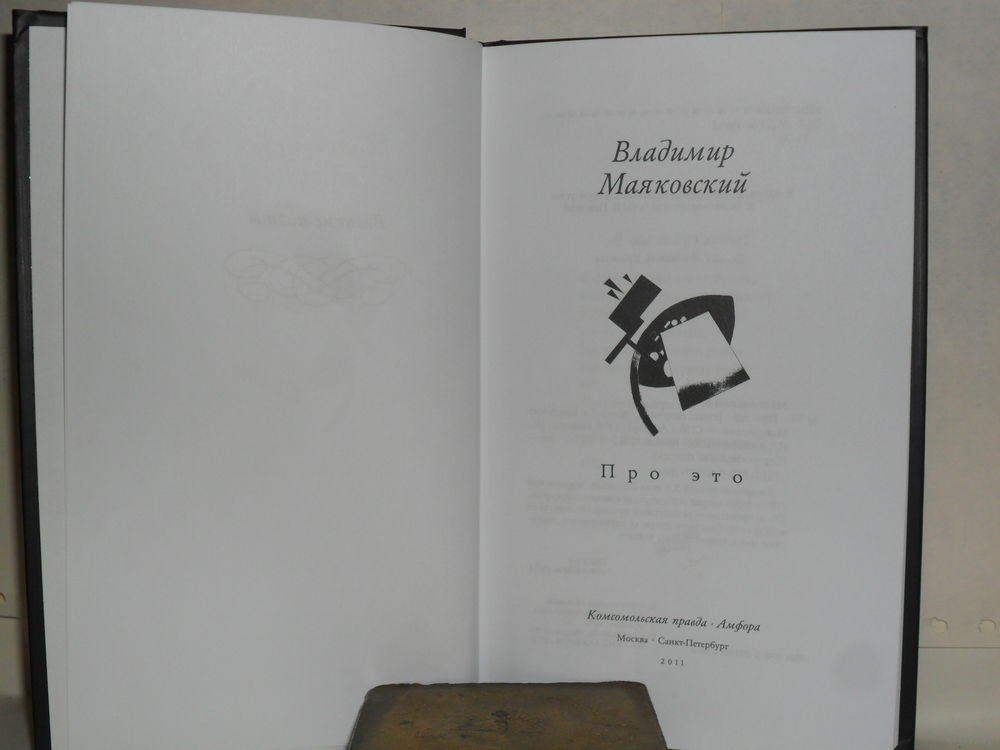 Владимир
Маяковский
Про это
Комсомольская правда · Амфора
Москва · Санкт-Петербург
2011